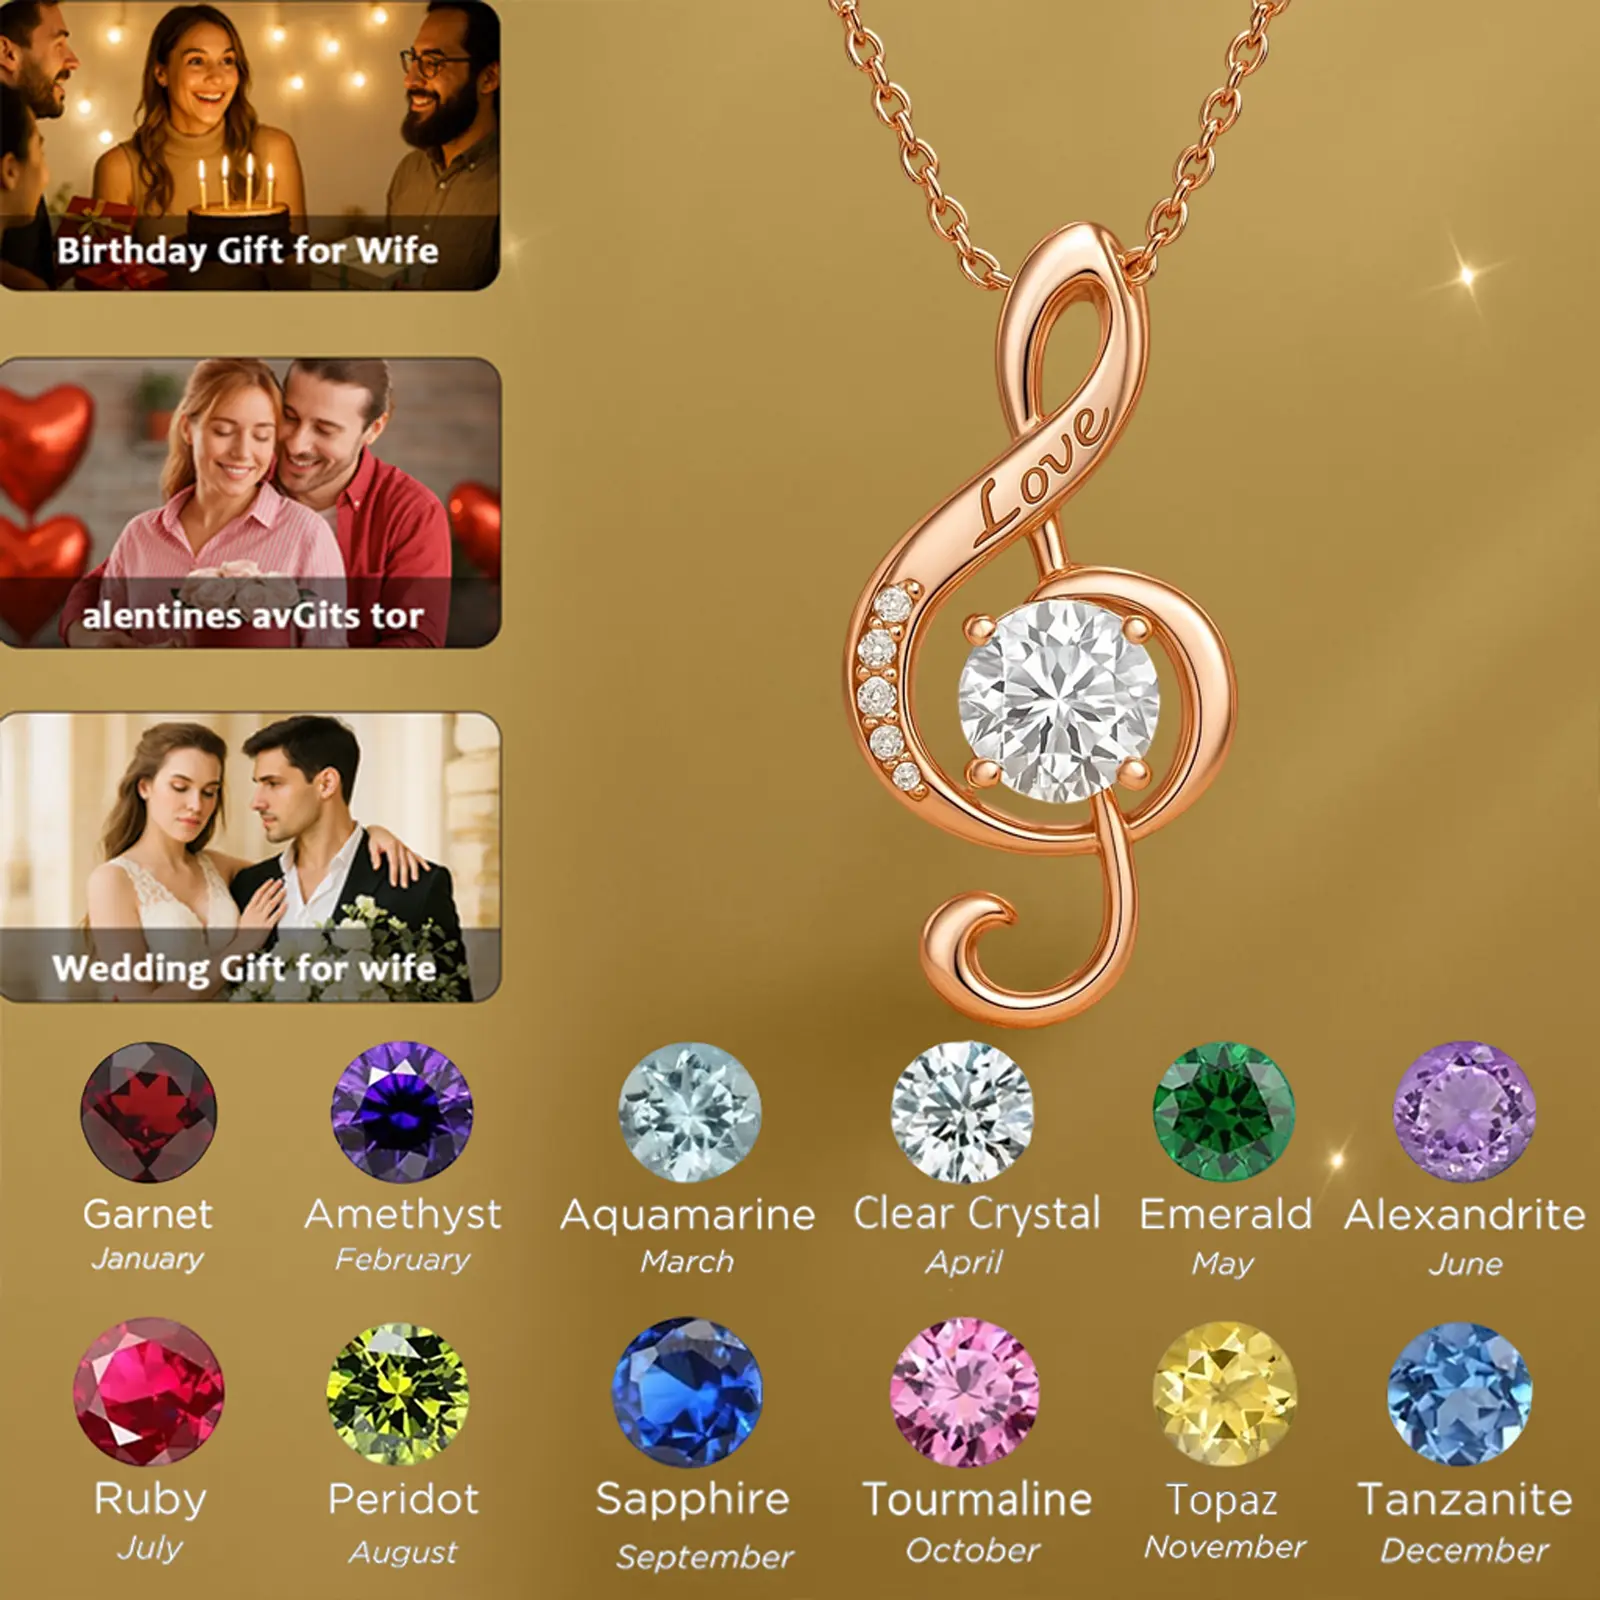 Birthday Gift for Wife
Love
alentines avGits tor
Wedding Gift for wife
Garnet
January
Amethyst
February
Aquamarine
March
Clear Crystal
April
Emerald
May
Alexandrite
June
Ruby
July
Peridot
August
Sapphire
September
Tourmaline
October
Topaz
November
Tanzanite
December